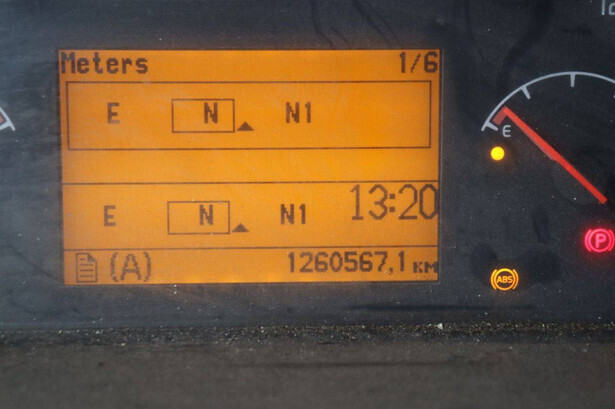 Meters 1/6
E N N1
E N N1 13:20
(A) 1260567,1 км
E
P
ABS